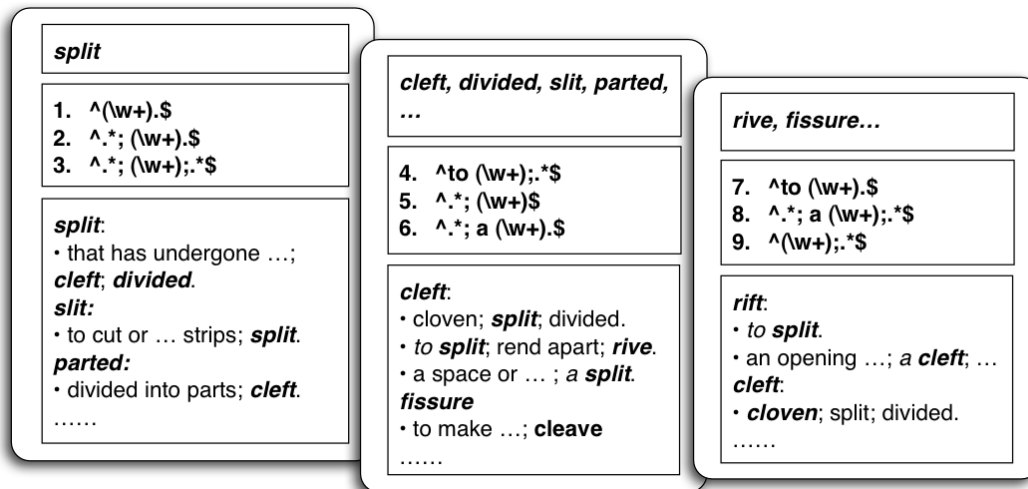 split
1. ^(\w+).$
2. ^.*; (\w+).$
3. ^.*; (\w+);.*$
split:
• that has undergone …;
cleft; divided.
slit:
• to cut or … strips; split.
parted:
• divided into parts; cleft.
……
cleft, divided, slit, parted,
…
4. ^to (\w+);.*$
5. ^.*; (\w+)$
6. ^.*; a (\w+).$
cleft:
• cloven; split; divided.
• to split; rend apart; rive.
• a space or … ; a split.
fissure
• to make …; cleave
……
rive, fissure…
7. ^to (\w+).$
8. ^.*; a (\w+);.*$
9. ^(\w+);.*$
rift:
• to split.
• an opening …; a cleft; …
cleft:
• cloven; split; divided.
……